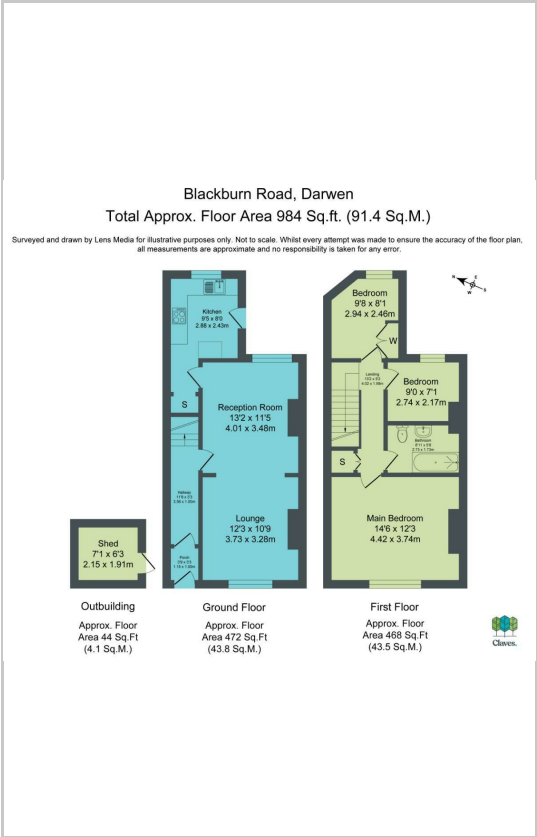 Blackburn Road, Darwen
Total Approx. Floor Area 984 Sq.ft. (91.4 Sq.M.)
Surveyed and drawn by Lens Media for illustrative purposes only. Not to scale. Whilst every attempt was made to ensure the accuracy of the floor plan,
all measurements are approximate and no responsibility is taken for any error.
Kitchen
9'5 x 8'0
2.88 x 2.43m
S
Reception Room
13'2 x 11'5
4.01 x 3.48m
Hallway
Lounge
12'3 x 10'9
3.73 x 3.28m
Porch
Bedroom
9'8 x 8'1
2.94 x 2.46m
W
Landing
Bedroom
9'0 x 7'1
2.74 x 2.17m
Bathroom
S
Main Bedroom
14'6 x 12'3
4.42 x 3.74m
Shed
7'1 x 6'3
2.15 x 1.91m
Outbuilding
Approx. Floor
Area 44 Sq.Ft
(4.1 Sq.M.)
Ground Floor
Approx. Floor
Area 472 Sq.Ft
(43.8 Sq.M.)
First Floor
Approx. Floor
Area 468 Sq.Ft
(43.5 Sq.M.)
N
E
S
W
Claves.